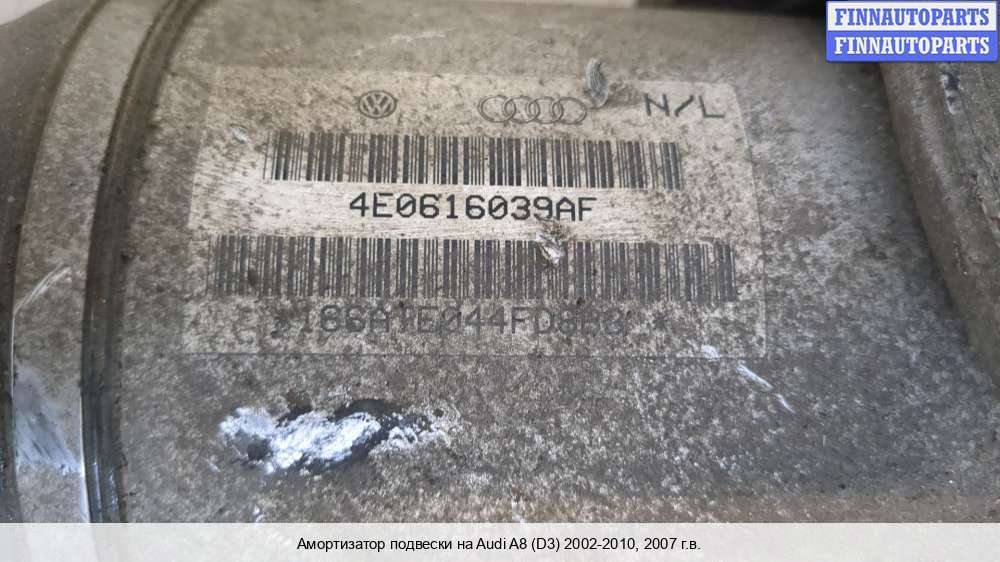 FINNAUTOPARTS
FINNAUTOPARTS
N/L
4E0616039AF
Амортизатор подвески на Audi A8 (D3) 2002-2010, 2007 г.в.